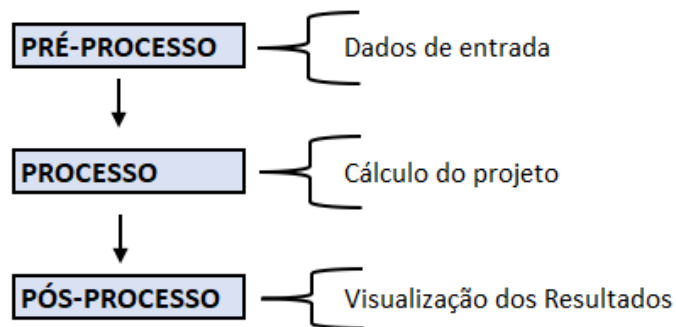 PRÉ-PROCESSO
Dados de entrada
PROCESSO
Cálculo do projeto
PÓS-PROCESSO
Visualização dos Resultados